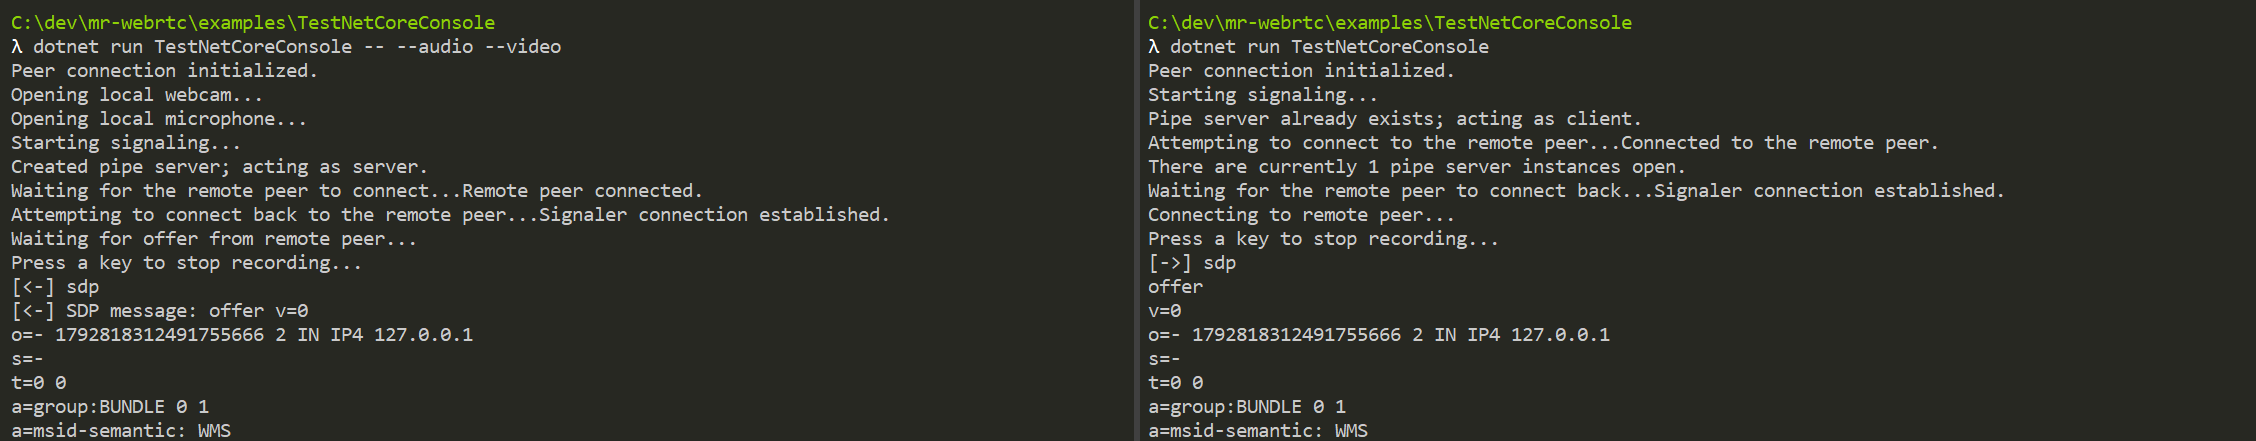 C:\dev\mr-webrtc\examples\TestNetCoreConsole
λ dotnet run TestNetCoreConsole -- --audio --video
Peer connection initialized.
Opening local webcam...
Opening local microphone...
Starting signaling...
Created pipe server; acting as server.
Waiting for the remote peer to connect...Remote peer connected.
Attempting to connect back to the remote peer...Signaler connection established.
Waiting for offer from remote peer...
Press a key to stop recording...
[<-] sdp
[<-] SDP message: offer v=0
o=- 1792818312491755666 2 IN IP4 127.0.0.1
s=-
t=0 0
a=group:BUNDLE 0 1
a=msid-semantic: WMS
C:\dev\mr-webrtc\examples\TestNetCoreConsole
λ dotnet run TestNetCoreConsole
Peer connection initialized.
Starting signaling...
Pipe server already exists; acting as client.
Attempting to connect to the remote peer...Connected to the remote peer.
There are currently 1 pipe server instances open.
Waiting for the remote peer to connect back...Signaler connection established.
Connecting to remote peer...
Press a key to stop recording...
[->] sdp
offer
v=0
o=- 1792818312491755666 2 IN IP4 127.0.0.1
s=-
t=0 0
a=group:BUNDLE 0 1
a=msid-semantic: WMS